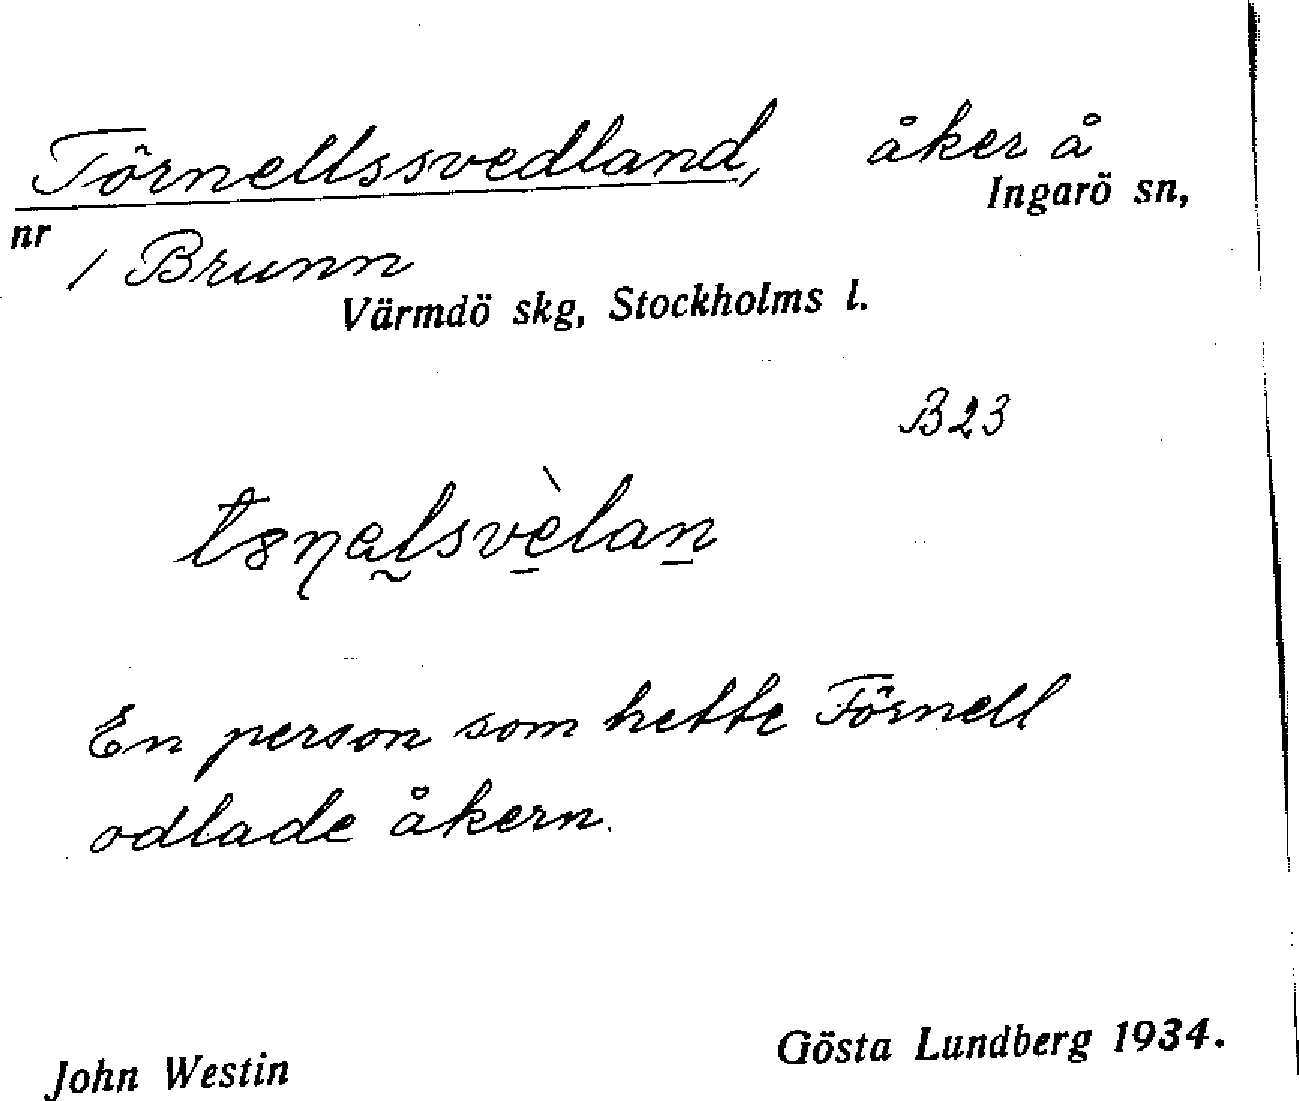 Törnellssvedland, åker å
Ingarö sn,
nr 1 Brunn
Värmdö skg, Stockholms l.
B23
En person som hette Törnell
odlade åkern.
Gösta Lundberg 1934.
John Westin